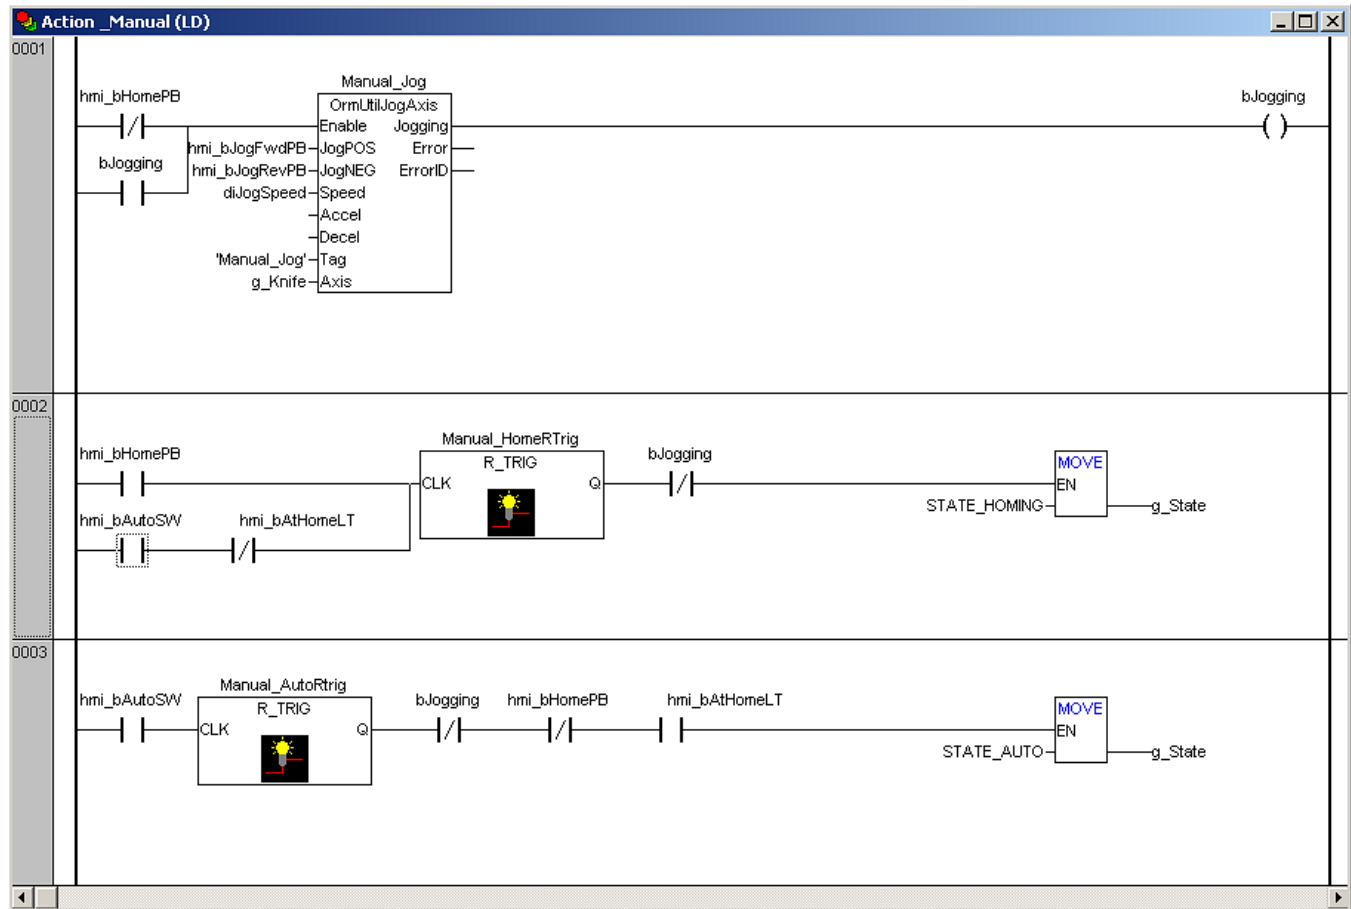 Action _Manual (LD)
0001
Manual_Jog
hmi_bHomePB
OrmUtilJogAxis
bJogging
Enable Jogging
hmi_bJogFwdPB JogPOS Error
bJogging
hmi_bJogRevPB JogNEG ErrorID
diJogSpeed Speed
Accel
Decel
'Manual_Jog' Tag
g_Knife Axis
0002
Manual_HomeRTrig
hmi_bHomePB
R_TRIG
bJogging
MOVE
CLK Q
EN
STATE_HOMING g_State
hmi_bAutoSW hmi_bAtHomeLT
0003
Manual_AutoRtrig
hmi_bAutoSW
R_TRIG
bJogging hmi_bHomePB hmi_bAtHomeLT
MOVE
CLK Q
EN
STATE_AUTO g_State